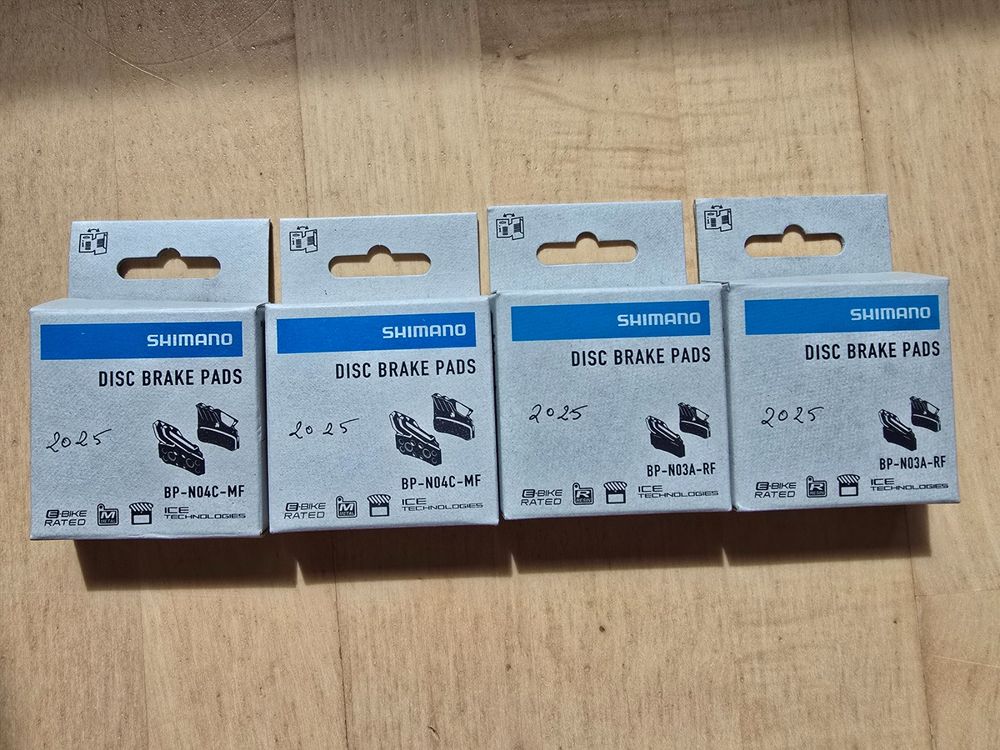 SHIMANO
DISC BRAKE PADS
2025
BP-N04C-MF
E-BIKE
RATED
M
METAL
ICE
TECHNOLOGIES
SHIMANO
DISC BRAKE PADS
2025
BP-N04C-MF
E-BIKE
RATED
M
METAL
ICE
TECHNOLOGIES
SHIMANO
DISC BRAKE PADS
2025
BP-N03A-RF
E-BIKE
RATED
R
ICE
TECHNOLOGIES
SHIMANO
DISC BRAKE PADS
2025
BP-N03A-RF
E-BIKE
RATED
R
ICE
TECHNOLOGIES